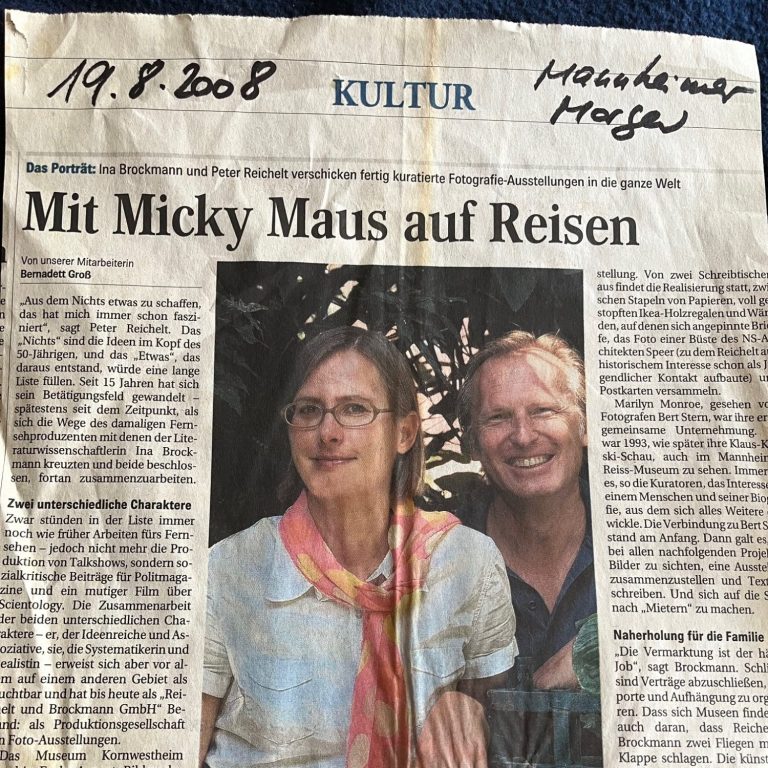 19.8.2008
KULTUR
Mannheimer
Morgen
Das Porträt: Ina Brockmann und Peter Reichelt verschicken fertig kuratierte Fotografie-Ausstellungen in die ganze Welt
Mit Micky Maus auf Reisen
Von unserer Mitarbeiterin
Bernadett Groß
„Aus dem Nichts etwas zu schaffen,
das hat mich immer schon faszi-
niert“, sagt Peter Reichelt. Das
„Nichts“ sind die Ideen im Kopf des
50-Jährigen, und das „Etwas“, das
daraus entstand, würde eine lange
Liste füllen. Seit 15 Jahren hat sich
sein Betätigungsfeld gewandelt –
spätestens seit dem Zeitpunkt, als
sich die Wege des damaligen Fern-
sehproduzenten mit denen der Lite-
raturwissenschaftlerin Ina Brock-
mann kreuzten und beide beschlos-
sen, fortan zusammenzuarbeiten.
Zwei unterschiedliche Charaktere
Zwar stünden in der Liste immer
noch wie früher Arbeiten fürs Fern-
sehen – jedoch nicht mehr die Pro-
duktion von Talkshows, sondern so-
zialkritische Beiträge für Politmaga-
zine und ein mutiger Film über
Scientology. Die Zusammenarbeit
der beiden unterschiedlichen Cha-
raktere – er, der Ideenreiche und As-
soziative, sie, die Systematikerin und
ealistin – erweist sich aber vor al-
em auf einem anderen Gebiet als
uchtbar und hat bis heute als „Rei-
elt und Brockmann GmbH“ Be-
nd: als Produktionsgesellschaft
n Foto-Ausstellungen.
Das Museum Kornwestheim
stellung. Von zwei Schreibtischen
aus findet die Realisierung statt, zwi
schen Stapeln von Papieren, voll ge
stopften Ikea-Holzregalen und Wän
den, auf denen sich angepinnte Brie
fe, das Foto einer Büste des NS-A
chitekten Speer (zu dem Reichelt a
historischem Interesse schon als J
gendlicher Kontakt aufbaute) u
Postkarten versammeln.
Marilyn Monroe, gesehen vo
Fotografen Bert Stern, war ihre er
gemeinsame Unternehmung.
war 1993, wie später ihre Klaus-K
ski-Schau, auch im Mannheim
Reiss-Museum zu sehen. Immer
es, so die Kuratoren, das Interesse
einem Menschen und seiner Biog
fie, aus dem sich alles Weitere
wickle. Die Verbindung zu Bert S
stand am Anfang. Dann galt es,
bei allen nachfolgenden Projek
Bilder zu sichten, eine Ausste
zusammenzustellen und Text
schreiben. Und sich auf die S
nach „Mietern“ zu machen.
Naherholung für die Familie
„Die Vermarktung ist der hä
Job“, sagt Brockmann. Schli
sind Verträge abzuschließen,
porte und Aufhängung zu org
ren. Dass sich Museen finde
auch daran, dass Reiche
Brockmann zwei Fliegen m
Klappe schlagen. Die künst